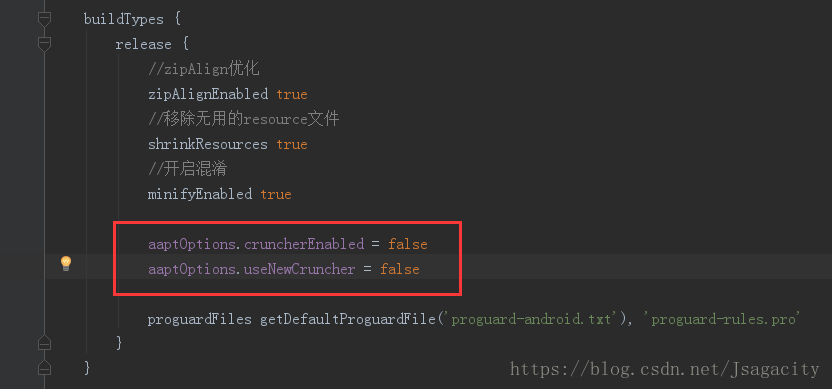 buildTypes {
release {
//zipAlign优化
zipAlignEnabled true
//移除无用的resource文件
shrinkResources true
//开启混淆
minifyEnabled true
aaptOptions.cruncherEnabled = false
aaptOptions.useNewCruncher = false
proguardFiles getDefaultProguardFile('proguard-android.txt'), 'proguard-rules.pro'
}
}
https://blog.csdn.net/Jsagacity